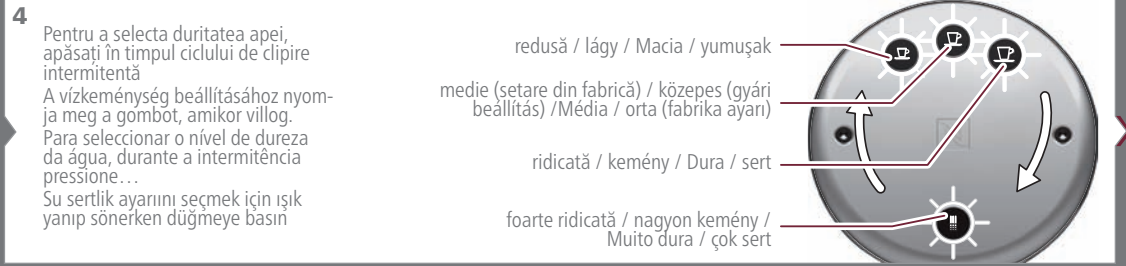 4
Pentru a selecta duritatea apei,
apăsați în timpul ciclului de clipire
intermitentă
A vízkeménység beállításához nyom-
ja meg a gombot, amikor villog.
Para seleccionar o nível de dureza
da água, durante a intermitência
pressione…
Su sertlik ayarıını seçmek için ışık
yanıp sönerken düğmeye basın
redusă / lágy / Macia / yumuşak
medie (setare din fabrică) / közepes (gyári
beállítás) /Média / orta (fabrika ayarı)
ridicată / kemény / Dura / sert
foarte ridicată / nagyon kemény /
Muito dura / çok sert